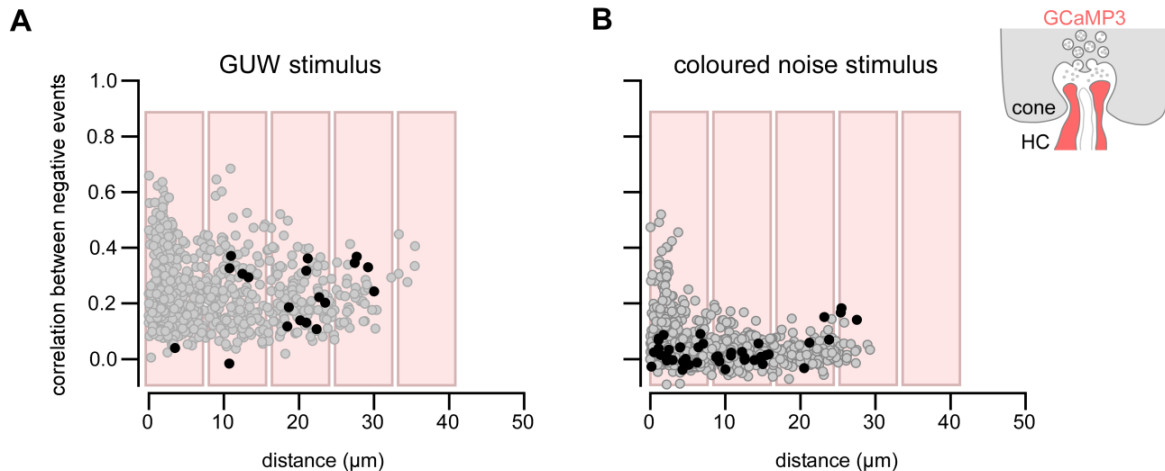 A
GUW stimulus
correlation between negative events
1.0
0.8
0.6
0.4
0.2
0.0
0 10 20 30 40 50
distance (µm)
B
coloured noise stimulus
0 10 20 30 40 50
distance (µm)
GCaMP3
cone
HC